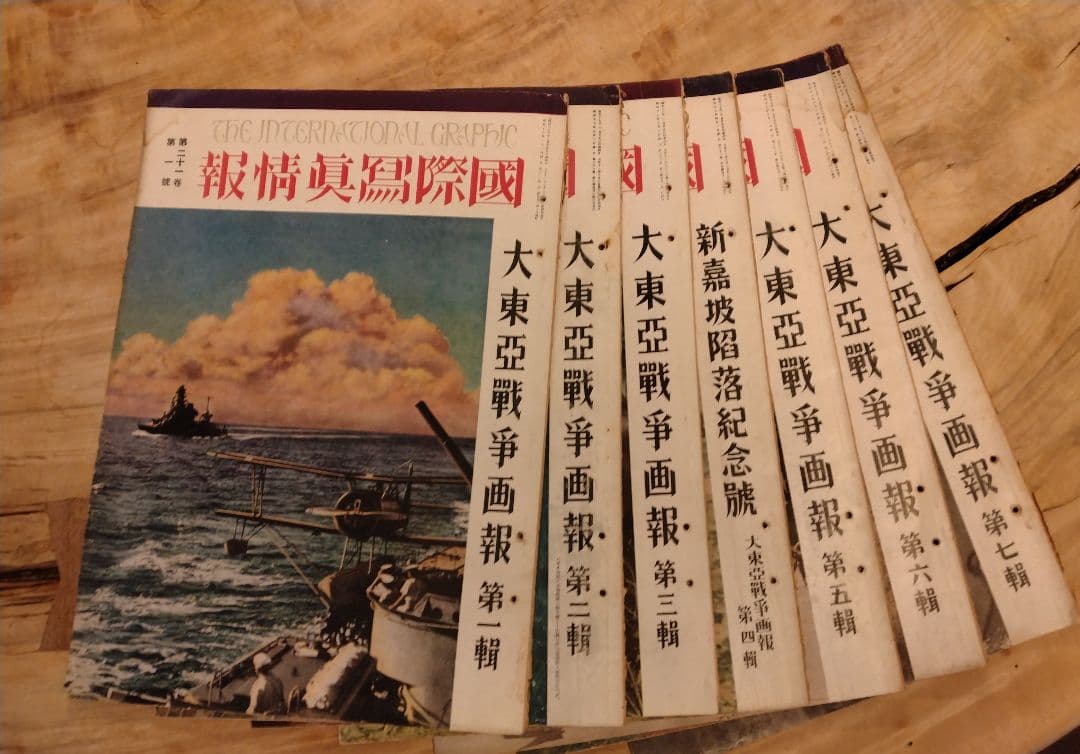 THE INTERNATIONAL GRAPHIC
國際寫眞情報
第二十一卷
第一號
大東亞戰爭画報 第一輯
大東亞戰爭画報 第二輯
國
大東亞戰爭画報 第三輯
新嘉坡陷落紀念號
大東亞戰爭画報
第四輯
大東亞戰爭画報 第五輯
大東亞戰爭画報 第六輯
大東亞戰爭画報 第七輯